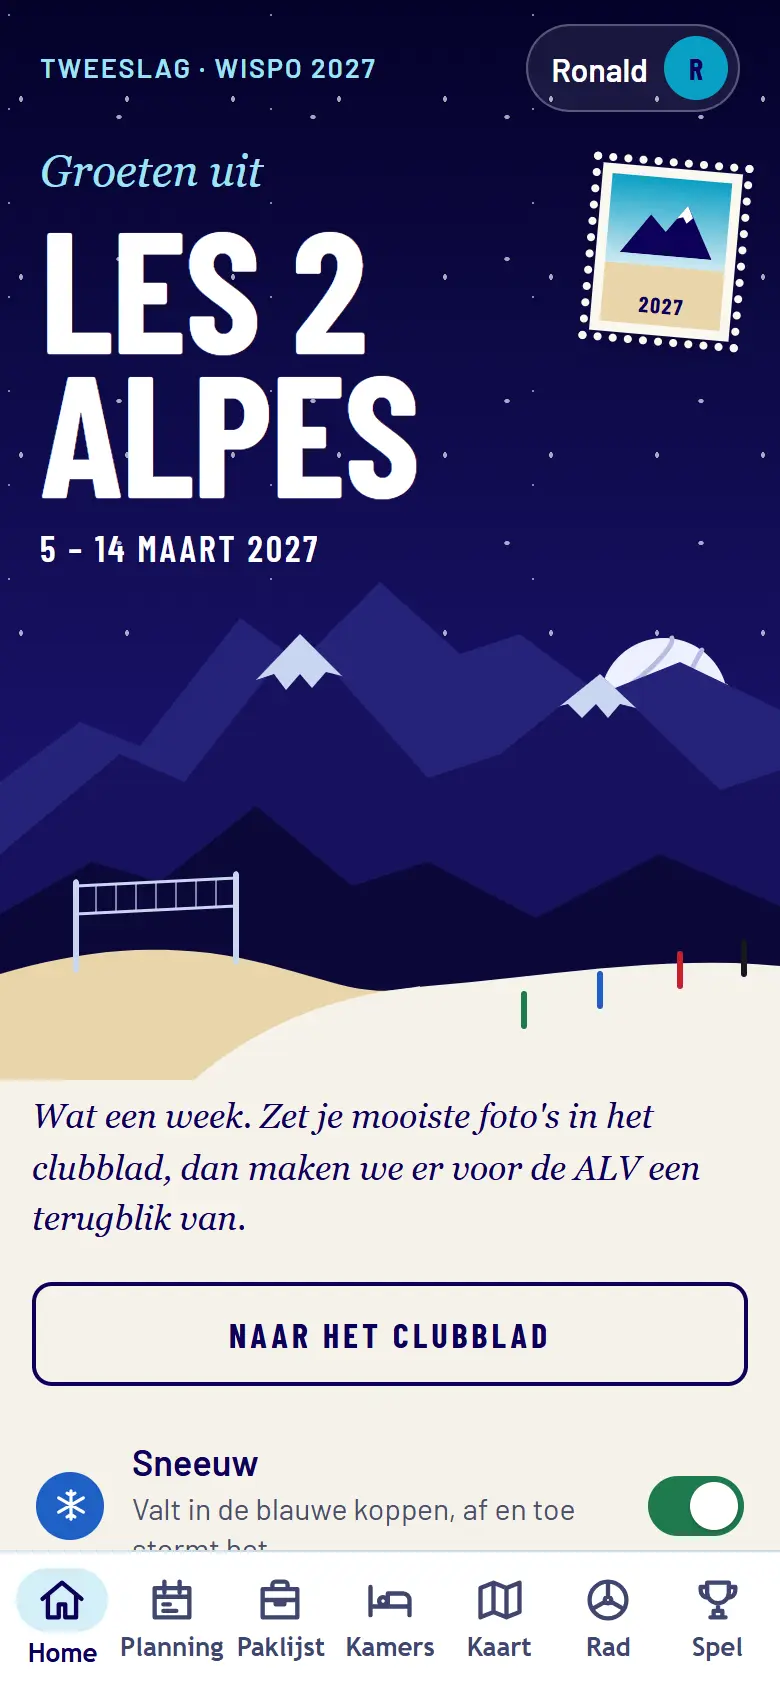 TWEESLAG · WISPO 2027
Ronald R
Groeten uit
LES 2
ALPES
2027
5 – 14 MAART 2027
Wat een week. Zet je mooiste foto's in het
clubblad, dan maken we er voor de ALV een
terugblik van.
NAAR HET CLUBBLAD
Sneeuw
Valt in de blauwe koppen, af en toe
stormt het
Home Planning Paklijst Kamers Kaart Rad Spel